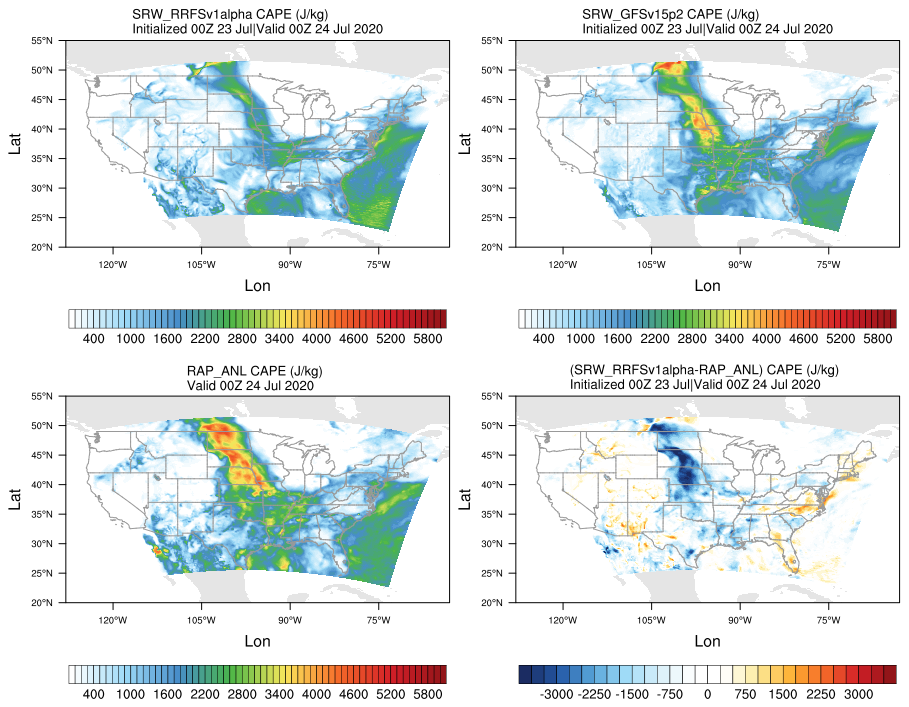 SRW_RRFSv1alpha CAPE (J/kg)
Initialized 00Z 23 Jul|Valid 00Z 24 Jul 2020
55°N
50°N
45°N
40°N
35°N
30°N
25°N
20°N
Lat
120°W
105°W
90°W
75°W
Lon
400 1000 1600 2200 2800 3400 4000 4600 5200 5800
SRW_GFSv15p2 CAPE (J/kg)
Initialized 00Z 23 Jul|Valid 00Z 24 Jul 2020
55°N
50°N
45°N
40°N
35°N
30°N
25°N
20°N
Lat
120°W
105°W
90°W
75°W
Lon
400 1000 1600 2200 2800 3400 4000 4600 5200 5800
RAP_ANL CAPE (J/kg)
Valid 00Z 24 Jul 2020
55°N
50°N
45°N
40°N
35°N
30°N
25°N
20°N
Lat
120°W
105°W
90°W
75°W
Lon
400 1000 1600 2200 2800 3400 4000 4600 5200 5800
(SRW_RRFSv1alpha-RAP_ANL) CAPE (J/kg)
Initialized 00Z 23 Jul|Valid 00Z 24 Jul 2020
55°N
50°N
45°N
40°N
35°N
30°N
25°N
20°N
Lat
120°W
105°W
90°W
75°W
Lon
-3000 -2250 -1500 -750 0 750 1500 2250 3000